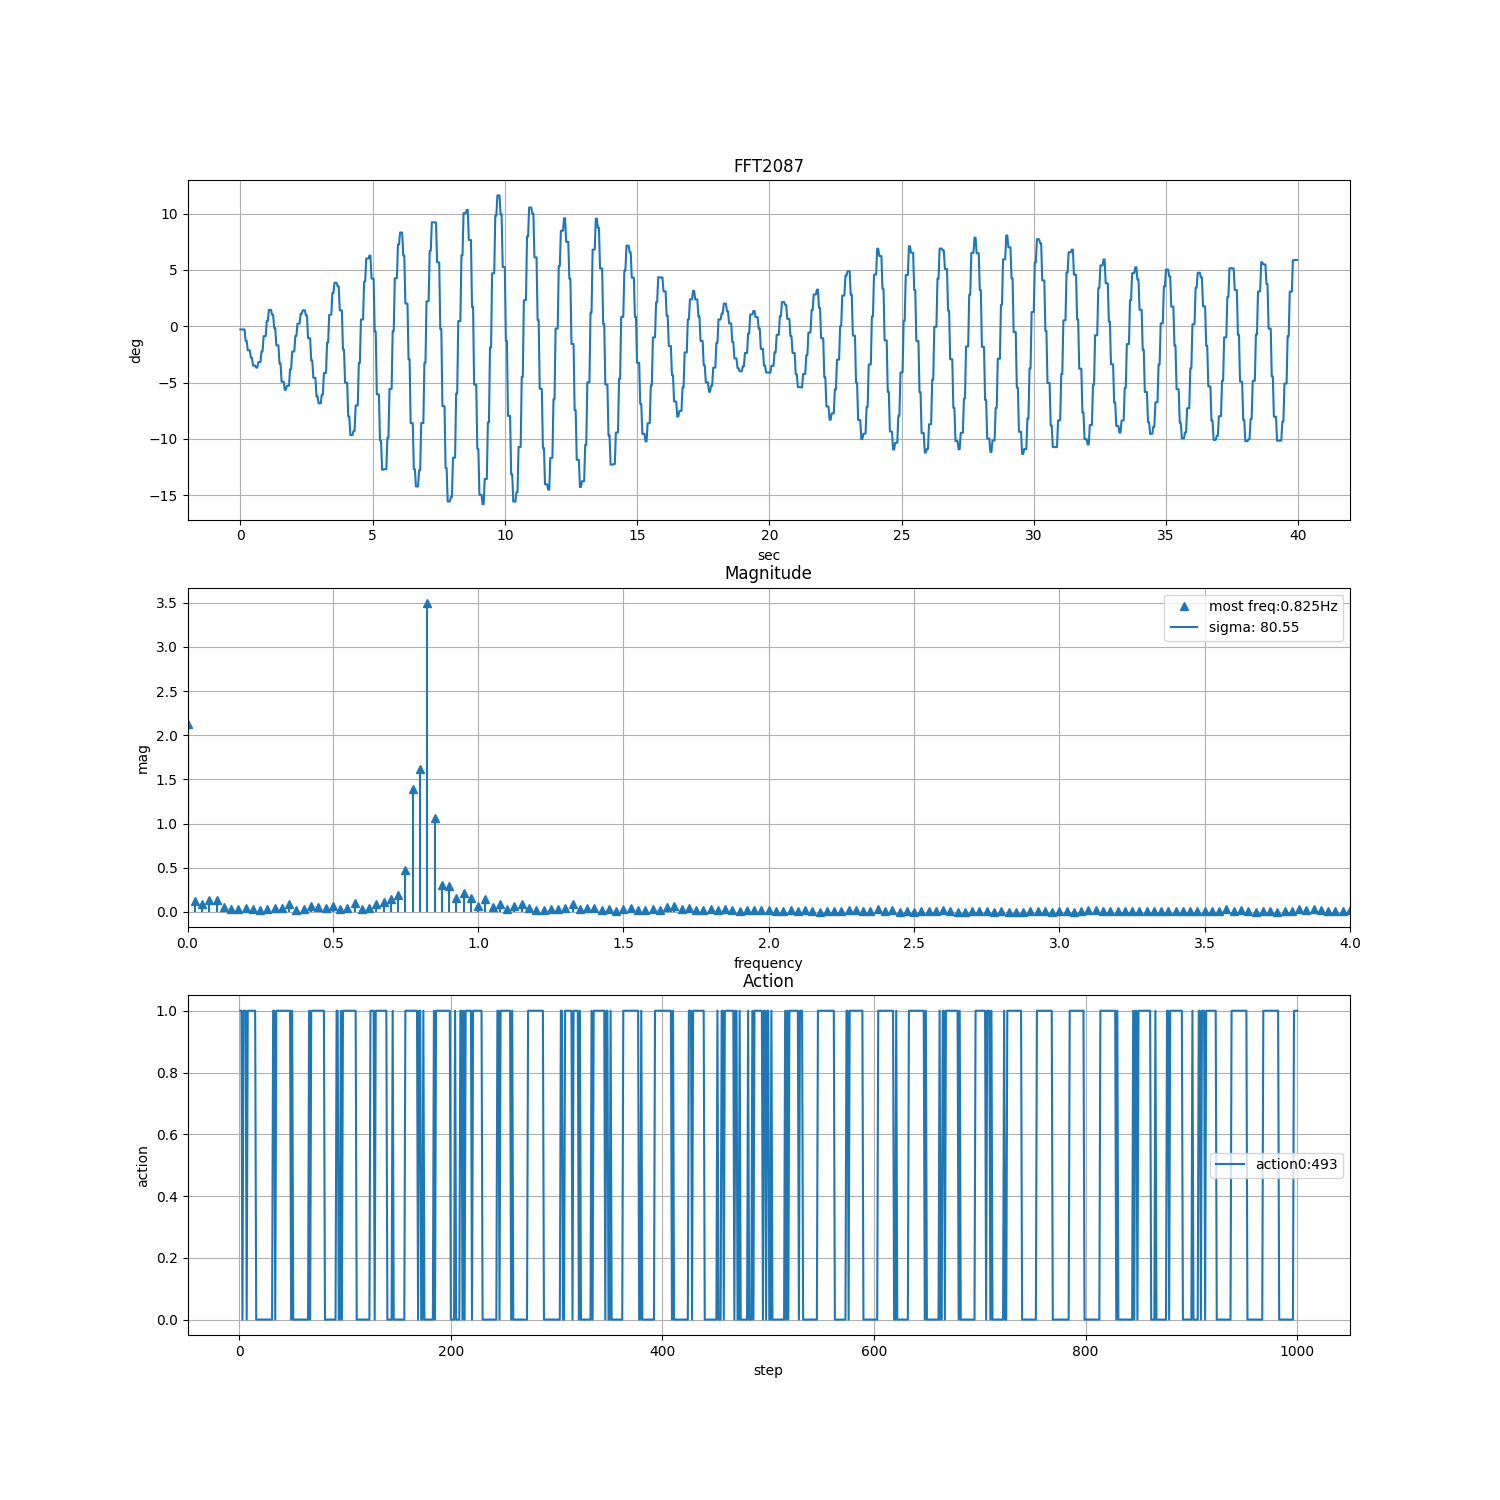 FFT2087
10
5
0
−5
−10
−15
deg
0 5 10 15 20 25 30 35 40
sec
Magnitude
3.5
3.0
2.5
2.0
1.5
1.0
0.5
0.0
mag
most freq:0.825Hz
sigma: 80.55
0.0 0.5 1.0 1.5 2.0 2.5 3.0 3.5 4.0
frequency
Action
1.0
0.8
0.6
0.4
0.2
0.0
action
action0:493
0 200 400 600 800 1000
step